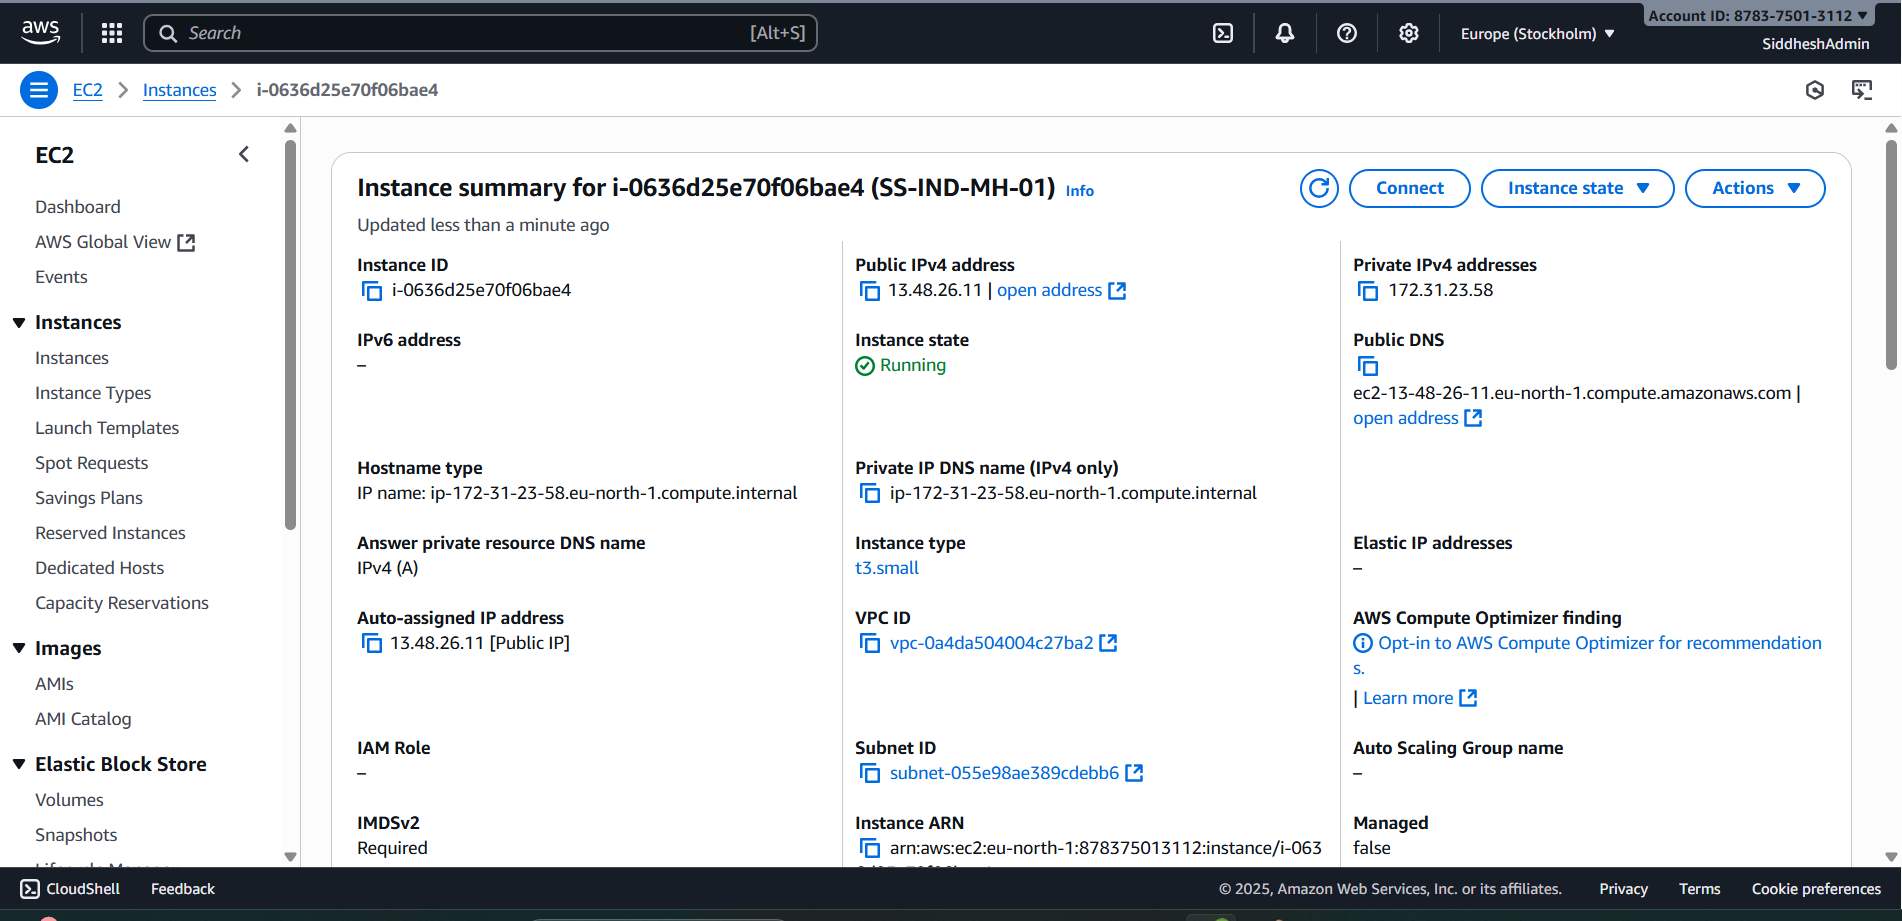 aws
Search
[Alt+S]
Europe (Stockholm)
Account ID: 8783-7501-3112
SiddheshAdmin
EC2
Instances
i-0636d25e70f06bae4
EC2
Dashboard
AWS Global View
Events
Instances
Instances
Instance Types
Launch Templates
Spot Requests
Savings Plans
Reserved Instances
Dedicated Hosts
Capacity Reservations
Images
AMIs
AMI Catalog
Elastic Block Store
Volumes
Snapshots
Instance summary for i-0636d25e70f06bae4 (SS-IND-MH-01) Info
Updated less than a minute ago
Connect
Instance state
Actions
Instance ID
i-0636d25e70f06bae4
Public IPv4 address
13.48.26.11 | open address
Private IPv4 addresses
172.31.23.58
IPv6 address
–
Instance state
Running
Public DNS
ec2-13-48-26-11.eu-north-1.compute.amazonaws.com |
open address
Hostname type
IP name: ip-172-31-23-58.eu-north-1.compute.internal
Private IP DNS name (IPv4 only)
ip-172-31-23-58.eu-north-1.compute.internal
Answer private resource DNS name
IPv4 (A)
Instance type
t3.small
Elastic IP addresses
–
Auto-assigned IP address
13.48.26.11 [Public IP]
VPC ID
vpc-0a4da504004c27ba2
AWS Compute Optimizer finding
Opt-in to AWS Compute Optimizer for recommendation
s.
| Learn more
IAM Role
–
Subnet ID
subnet-055e98ae389cdebb6
Auto Scaling Group name
–
IMDSv2
Required
Instance ARN
arn:aws:ec2:eu-north-1:878375013112:instance/i-063
Managed
false
CloudShell
Feedback
© 2025, Amazon Web Services, Inc. or its affiliates.
Privacy
Terms
Cookie preferences